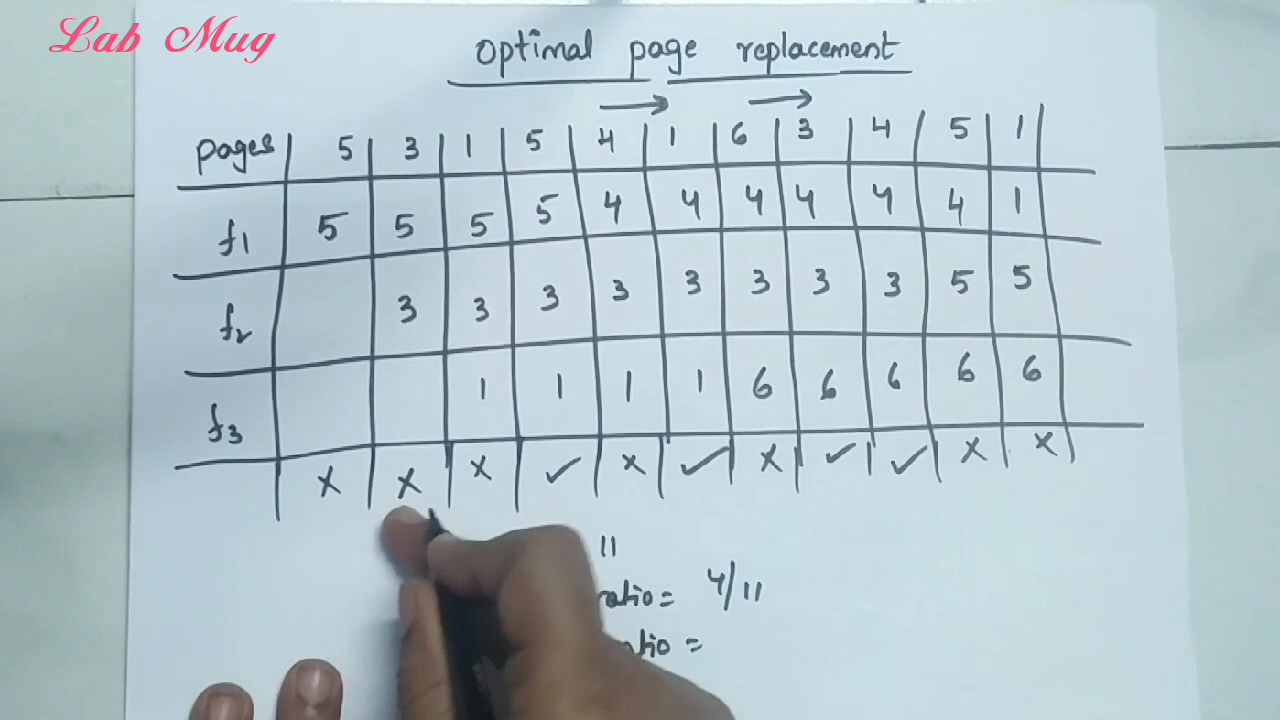 Lab Mug
Optimal page replacement
pages 5 3 1 5 4 1 6 3 4 5 1
f1 5 5 5 5 4 4 4 4 4 4 1
f2 3 3 3 3 3 3 3 3 5 5
f3 1 1 1 1 6 6 6 6 6
x x x ✓ x ✓ x ✓ ✓ x x
11
ratio = 4/11
=